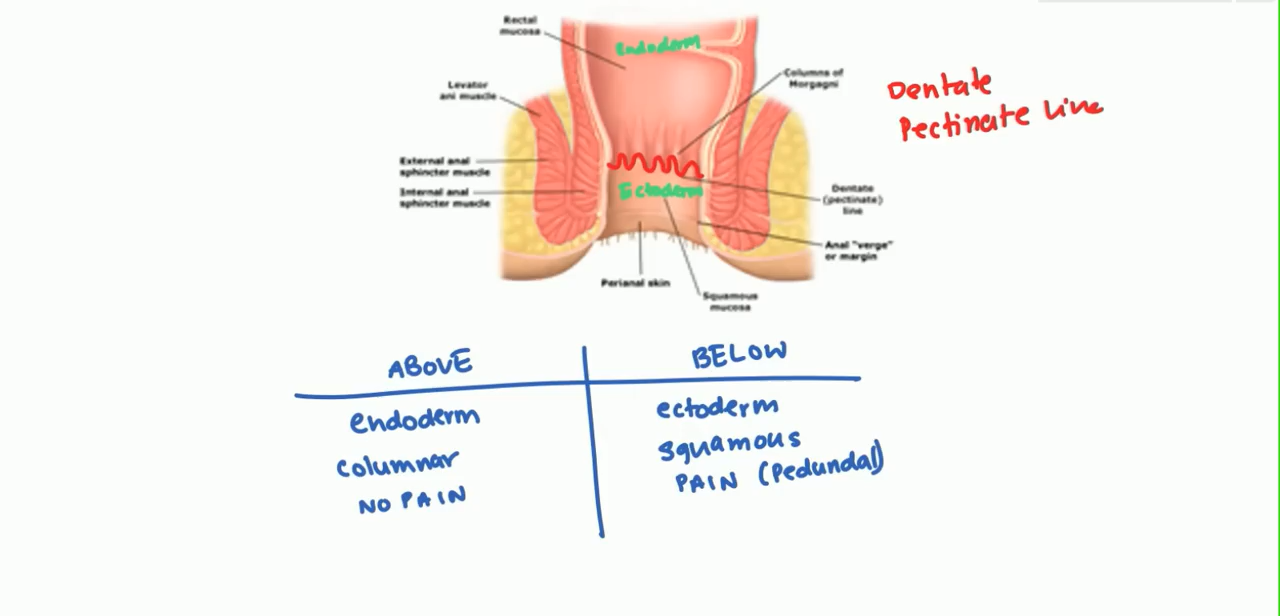 Rectal
mucosa
Endoderm
Columns of
Morgagni
Levator
ani muscle
Dentate
Pectinate Line
External anal
sphincter muscle
Internal anal
sphincter muscle
Ectoderm
Dentate
(pectinate)
line
Anal "verge"
or margin
Perianal skin
Squamous
mucosa
ABOVE
BELOW
endoderm
ectoderm
columnar
squamous
NO PAIN
PAIN (Pedundal)